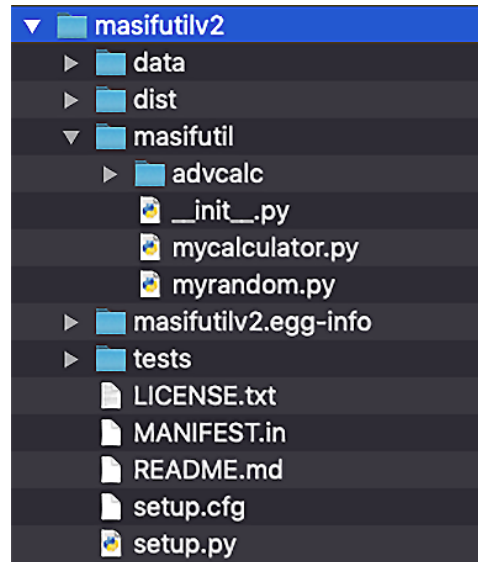 masifutilv2
data
dist
masifutil
advcalc
__init__.py
mycalculator.py
myrandom.py
masifutilv2.egg-info
tests
LICENSE.txt
MANIFEST.in
README.md
setup.cfg
setup.py